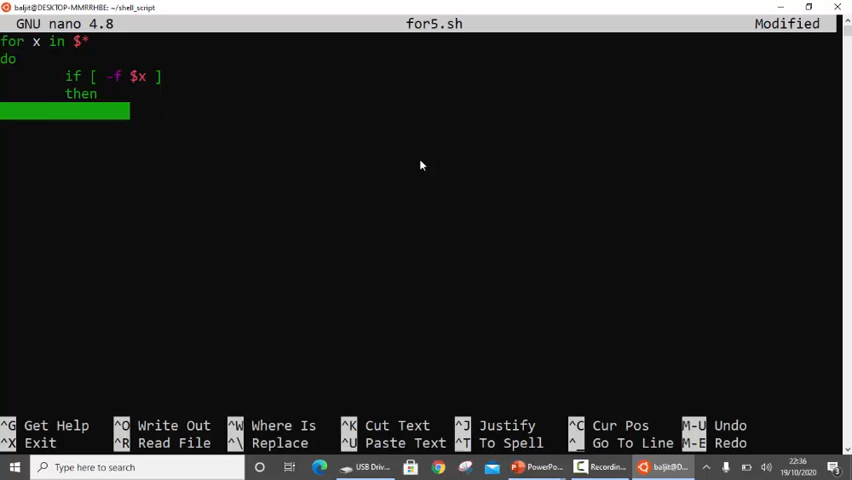 baljit@DESKTOP-MMRRHBE: ~/shell_script
GNU nano 4.8 for5.sh Modified
for x in $*
do
if [ -f $x ]
then
^G Get Help ^O Write Out ^W Where Is ^K Cut Text ^J Justify ^C Cur Pos M-U Undo
^X Exit ^R Read File ^\ Replace ^U Paste Text ^T To Spell ^_ Go To Line M-E Redo
Type here to search USB Driv... PowerPo... Recordin... baljit@D... 22:36
19/10/2020